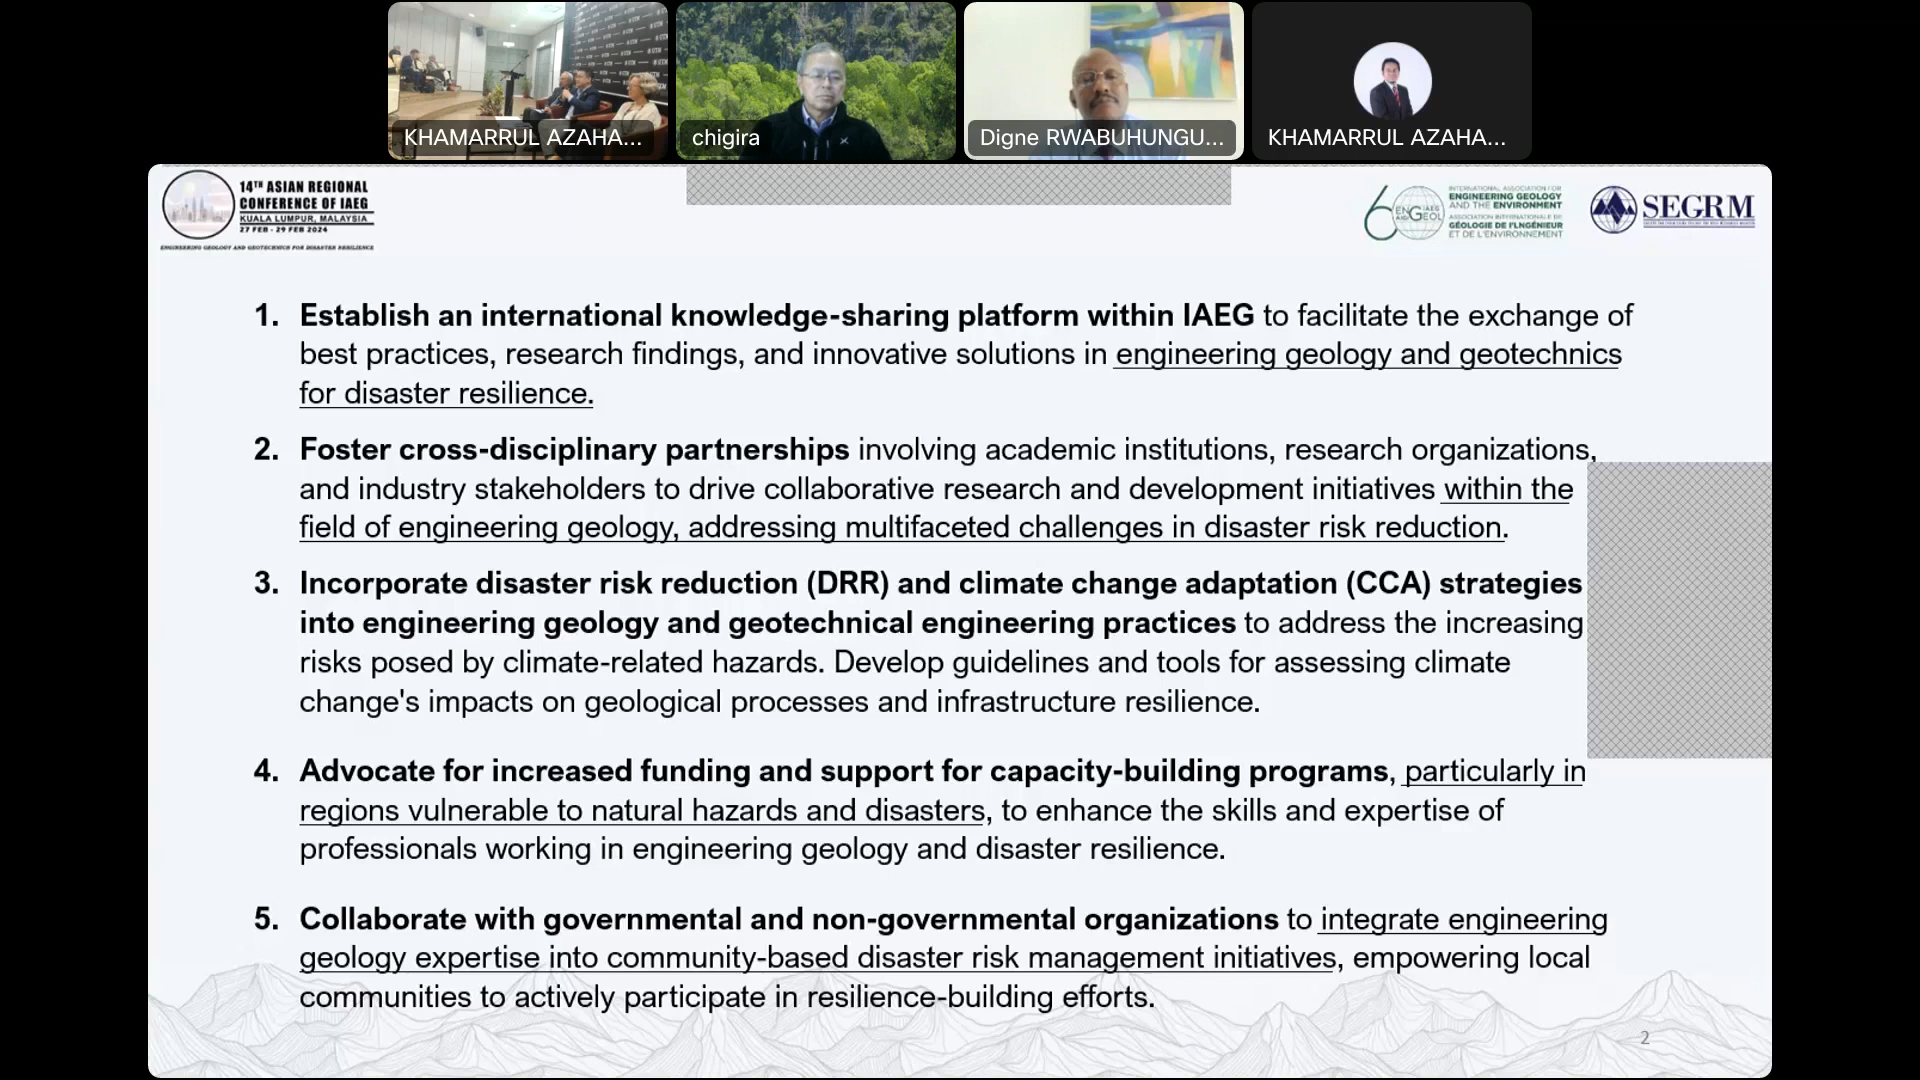 KHAMARRUL AZAHA...
chigira
Digne RWABUHUNGU...
KHAMARRUL AZAHA...
14TH ASIAN REGIONAL
CONFERENCE OF IAEG
KUALA LUMPUR, MALAYSIA
27 FEB - 29 FEB 2024
ENGINEERING GEOLOGY AND GEOTECHNICS FOR DISASTER RESILIENCE
INTERNATIONAL ASSOCIATION FOR
ENGINEERING GEOLOGY
AND THE ENVIRONMENT
ASSOCIATION INTERNATIONALE DE
GÉOLOGIE DE L'INGÉNIEUR
ET DE L'ENVIRONNEMENT
SEGRM
1. Establish an international knowledge-sharing platform within IAEG to facilitate the exchange of
best practices, research findings, and innovative solutions in engineering geology and geotechnics
for disaster resilience.
2. Foster cross-disciplinary partnerships involving academic institutions, research organizations,
and industry stakeholders to drive collaborative research and development initiatives within the
field of engineering geology, addressing multifaceted challenges in disaster risk reduction.
3. Incorporate disaster risk reduction (DRR) and climate change adaptation (CCA) strategies
into engineering geology and geotechnical engineering practices to address the increasing
risks posed by climate-related hazards. Develop guidelines and tools for assessing climate
change's impacts on geological processes and infrastructure resilience.
4. Advocate for increased funding and support for capacity-building programs, particularly in
regions vulnerable to natural hazards and disasters, to enhance the skills and expertise of
professionals working in engineering geology and disaster resilience.
5. Collaborate with governmental and non-governmental organizations to integrate engineering
geology expertise into community-based disaster risk management initiatives, empowering local
communities to actively participate in resilience-building efforts.
2